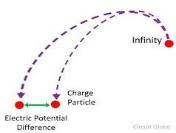 Infinity
Charge
Particle
Electric Potential
Difference
Circuit Globe